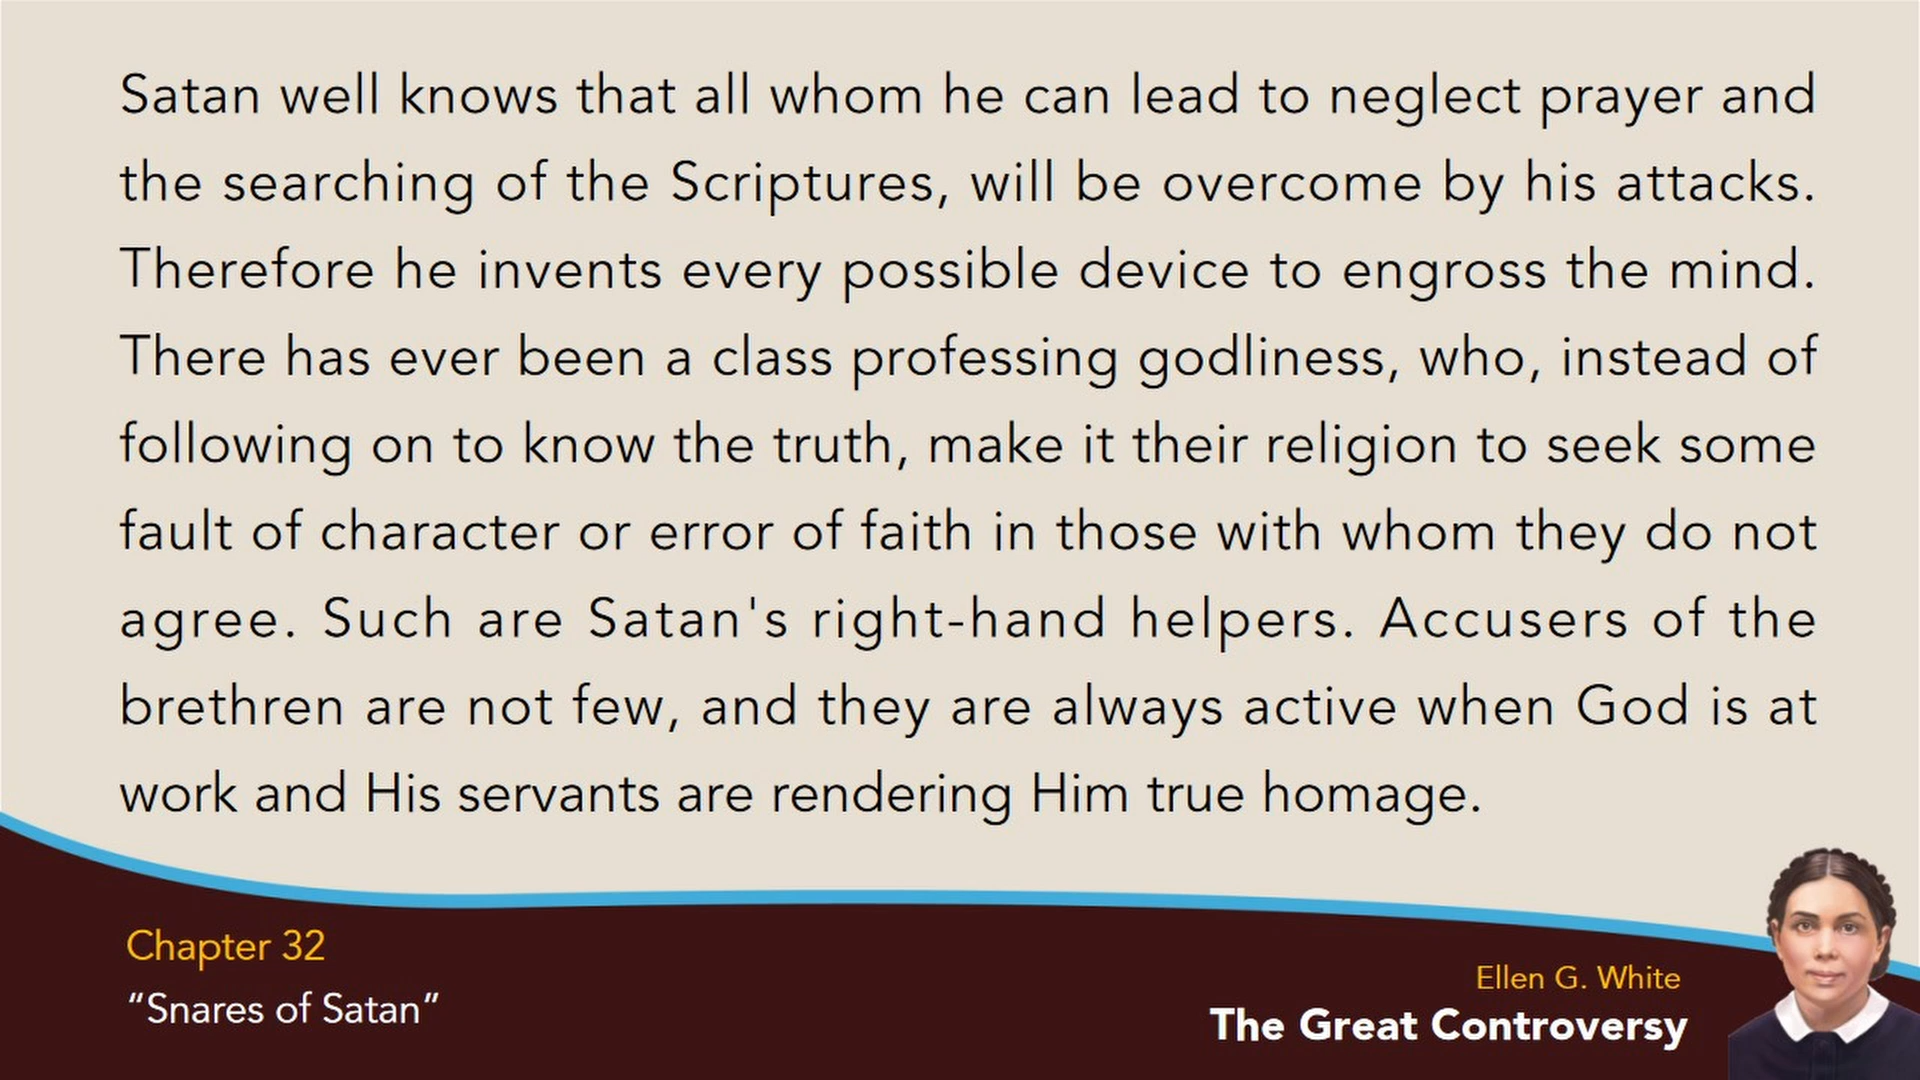 Satan well knows that all whom he can lead to neglect prayer and
the searching of the Scriptures, will be overcome by his attacks.
Therefore he invents every possible device to engross the mind.
There has ever been a class professing godliness, who, instead of
following on to know the truth, make it their religion to seek some
fault of character or error of faith in those with whom they do not
agree. Such are Satan's right-hand helpers. Accusers of the
brethren are not few, and they are always active when God is at
work and His servants are rendering Him true homage.
Chapter 32
“Snares of Satan”
Ellen G. White
The Great Controversy